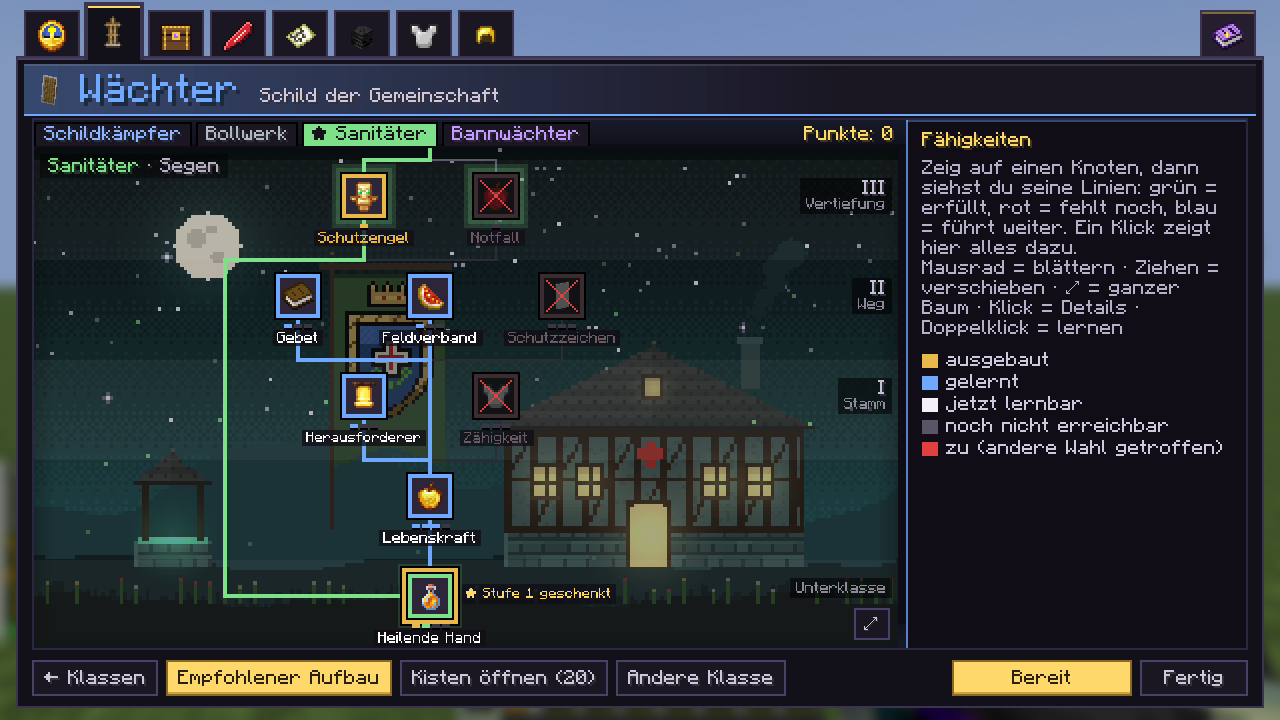 Wächter
Schild der Gemeinschaft
Schildkämpfer
Bollwerk
★ Sanitäter
Bannwächter
Punkte: 0
Sanitäter · Segen
III
Vertiefung
Schutzengel
Notfall
II
Weg
Gebet
Feldverband
Schutzzeichen
I
Stamm
Herausforderer
Zähigkeit
Lebenskraft
Unterklasse
★ Stufe 1 geschenkt
Heilende Hand
Fähigkeiten
Zeig auf einen Knoten, dann
siehst du seine Linien: grün =
erfüllt, rot = fehlt noch, blau
= führt weiter. Ein Klick zeigt
hier alles dazu.
Mausrad = blättern · Ziehen =
verschieben · ⤢ = ganzer
Baum · Klick = Details ·
Doppelklick = lernen
ausgebaut
gelernt
jetzt lernbar
noch nicht erreichbar
zu (andere Wahl getroffen)
← Klassen
Empfohlener Aufbau
Kisten öffnen (20)
Andere Klasse
Bereit
Fertig